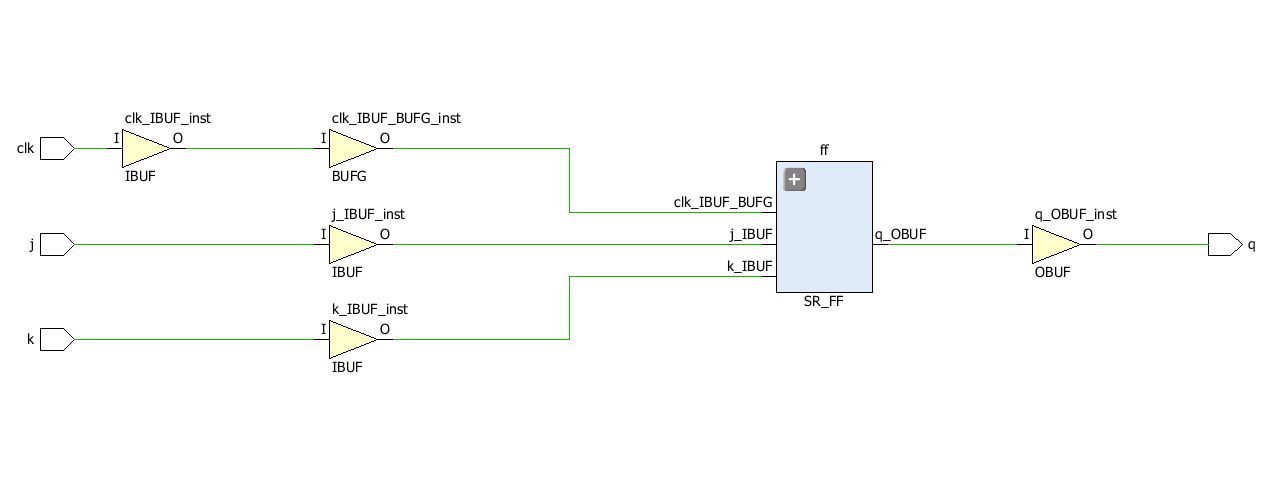 clk_IBUF_inst
clk_IBUF_BUFG_inst
clk
I
O
I
O
IBUF
BUFG
ff
clk_IBUF_BUFG
j_IBUF_inst
j
I
O
IBUF
j_IBUF
k_IBUF
q_OBUF
q_OBUF_inst
I
O
OBUF
q
SR_FF
k_IBUF_inst
k
I
O
IBUF